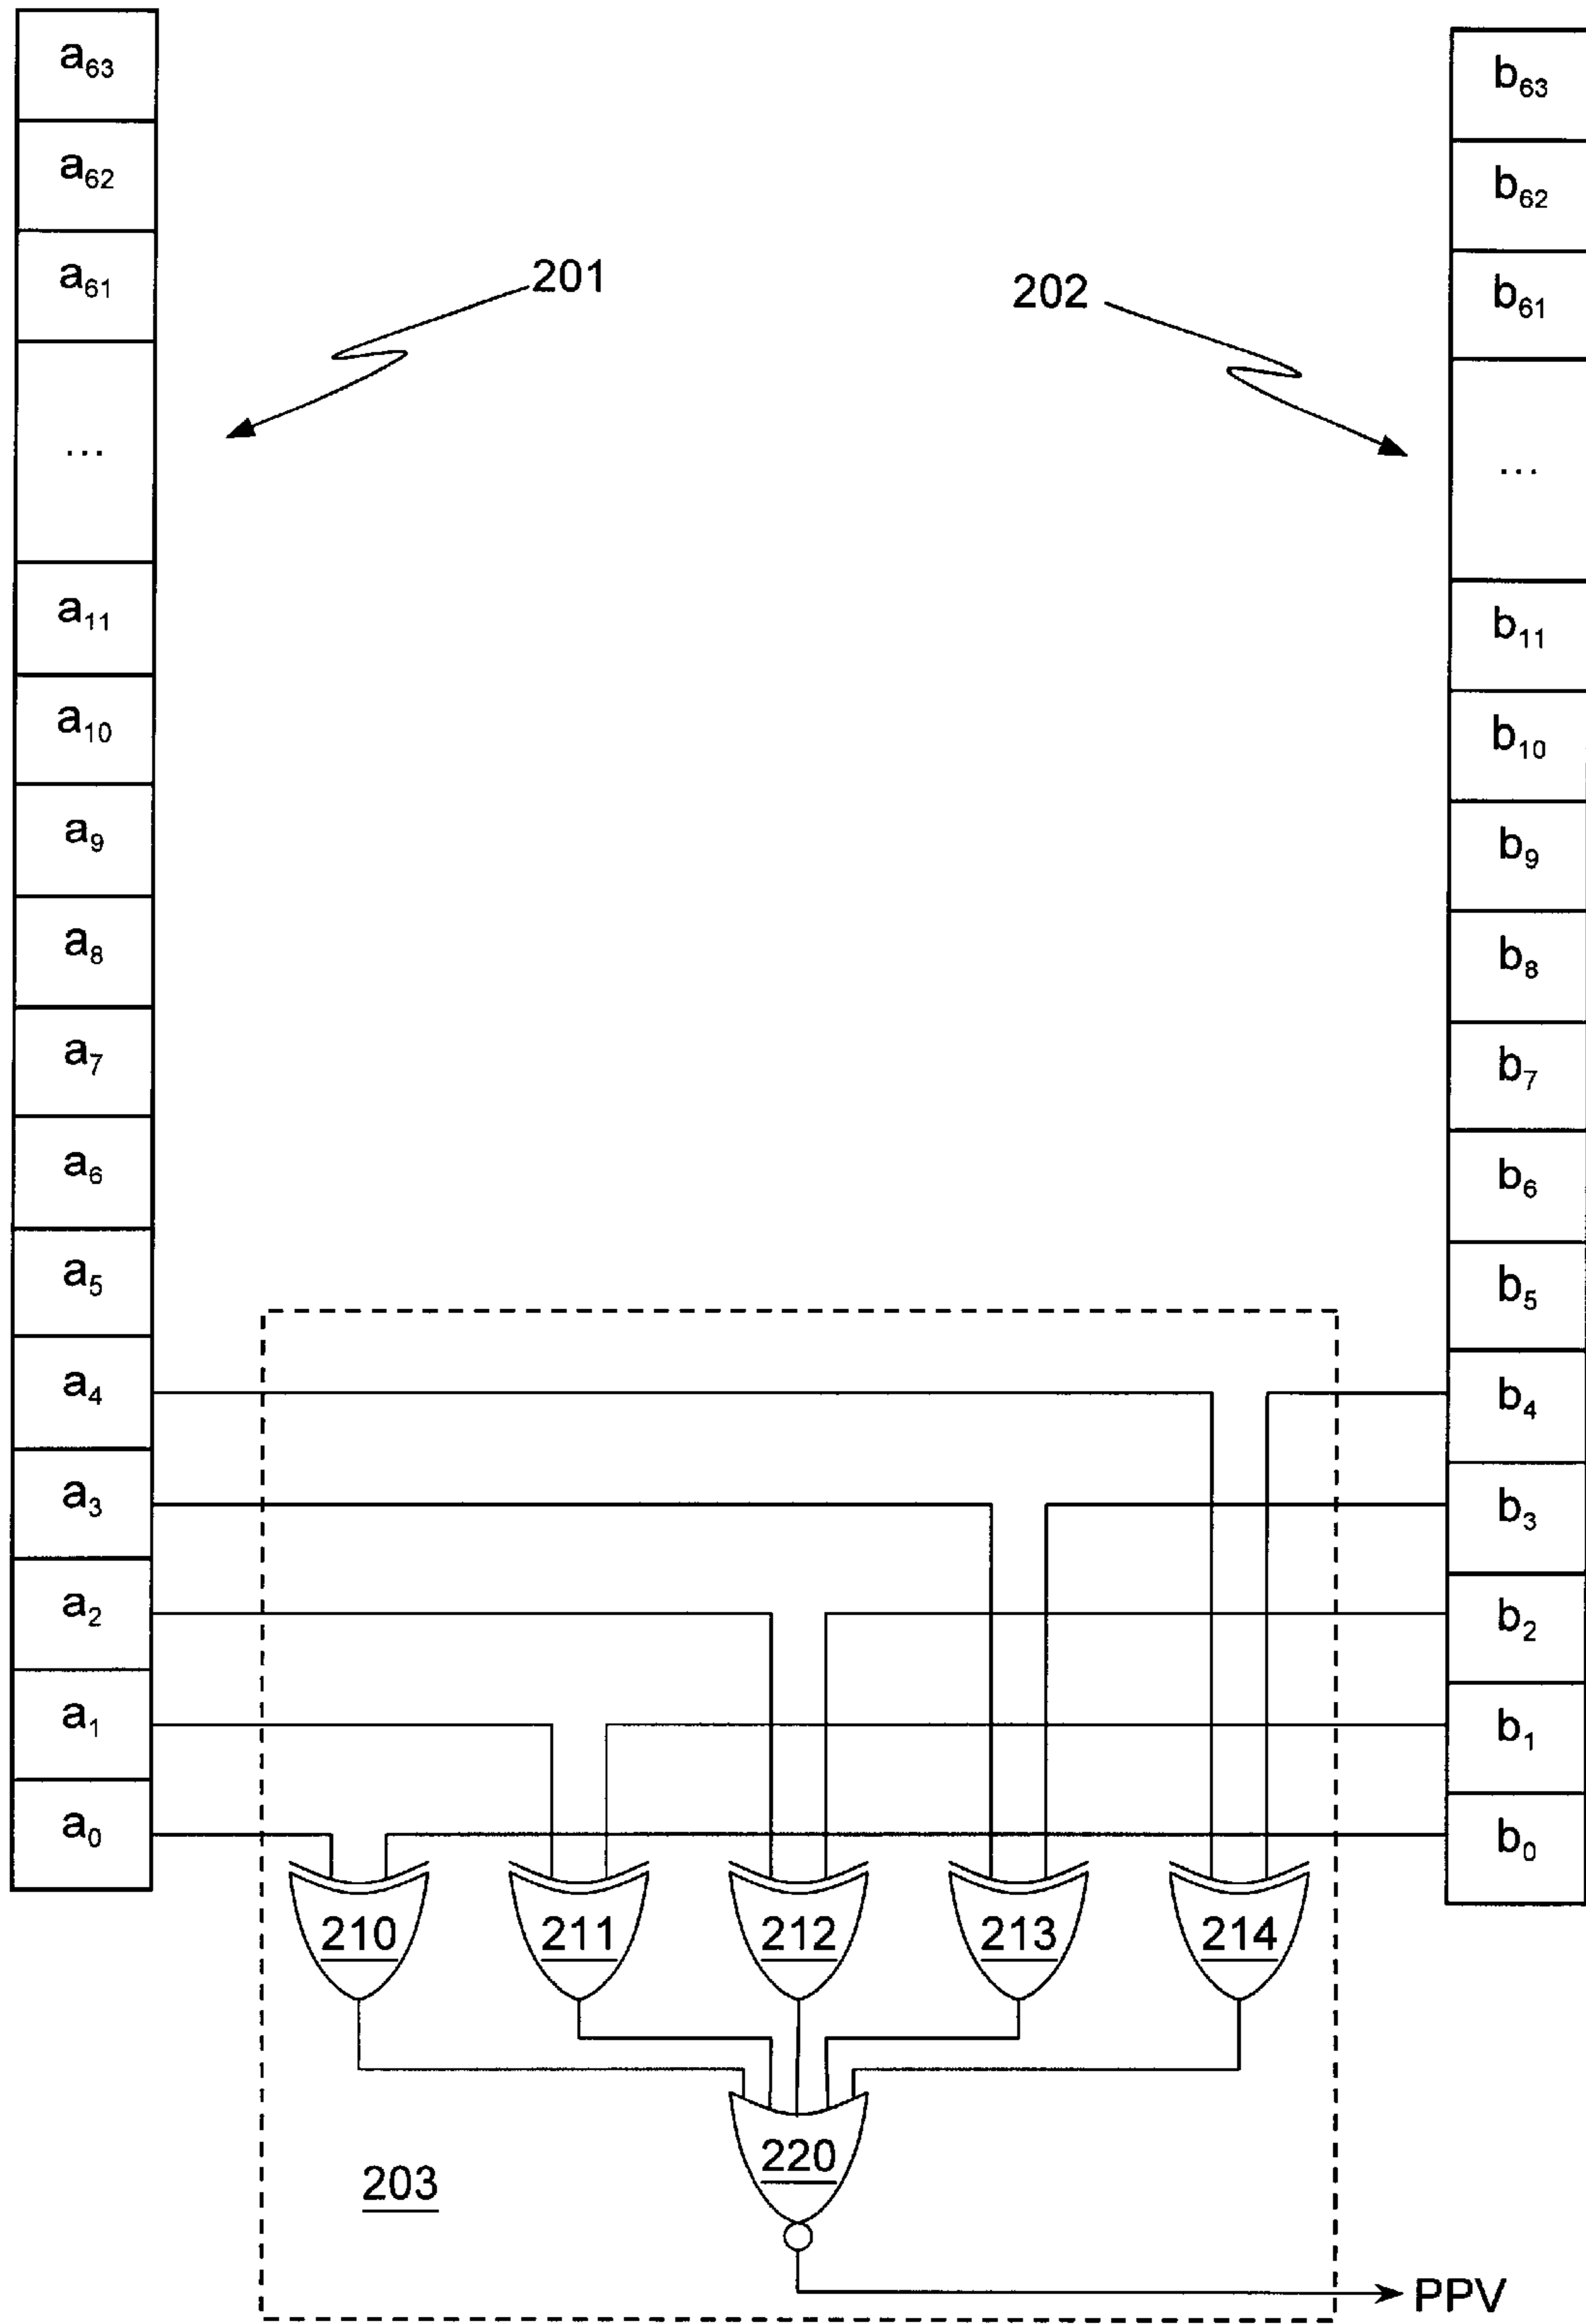 a₆₃
a₆₂
a₆₁
...
a₁₁
a₁₀
a₉
a₈
a₇
a₆
a₅
a₄
a₃
a₂
a₁
a₀
201
202
b₆₃
b₆₂
b₆₁
...
b₁₁
b₁₀
b₉
b₈
b₇
b₆
b₅
b₄
b₃
b₂
b₁
b₀
210
211
212
213
214
220
203
PPV